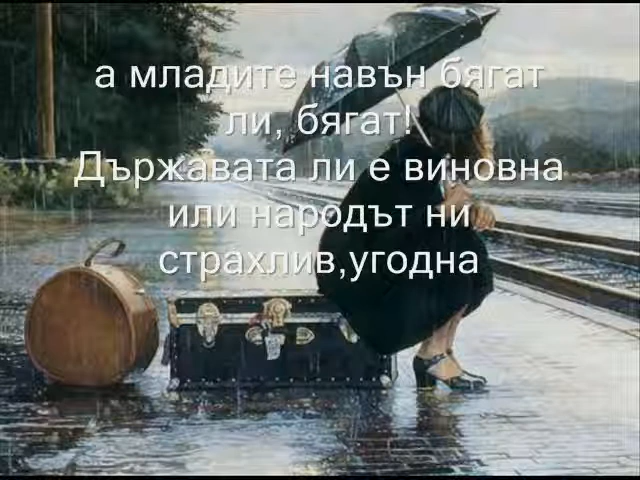 а младите навън бягат
ли, бягат!
Държавата ли е виновна
или народът ни
страхлив,угодна